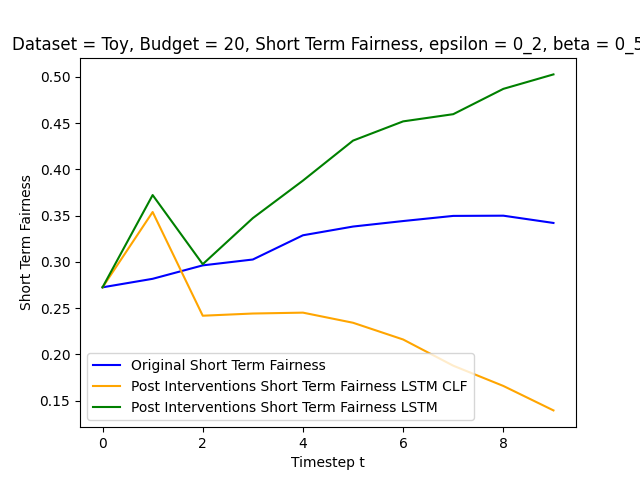 Dataset = Toy, Budget = 20, Short Term Fairness, epsilon = 0_2, beta = 0_5
0.50
0.45
0.40
0.35
0.30
0.25
0.20
0.15
Short Term Fairness
Original Short Term Fairness
Post Interventions Short Term Fairness LSTM CLF
Post Interventions Short Term Fairness LSTM
0 2 4 6 8
Timestep t